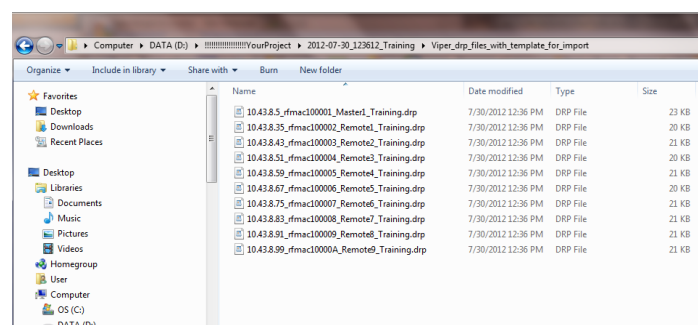 Computer ▸ DATA (D:) ▸ !!!!!!!!!!!!!!!!!!YourProject ▸ 2012-07-30_123612_Training ▸ Viper_drp_files_with_template_for_import
Organize Include in library Share with Burn New folder
Name Date modified Type Size
Favorites
Desktop
Downloads
Recent Places
Desktop
Libraries
Documents
Music
Pictures
Videos
Homegroup
User
Computer
OS (C:)
DATA (D:)
10.43.8.5_rfmac100001_Master1_Training.drp 7/30/2012 12:36 PM DRP File 23 KB
10.43.8.35_rfmac100002_Remote1_Training.drp 7/30/2012 12:36 PM DRP File 20 KB
10.43.8.43_rfmac100003_Remote2_Training.drp 7/30/2012 12:36 PM DRP File 21 KB
10.43.8.51_rfmac100004_Remote3_Training.drp 7/30/2012 12:36 PM DRP File 20 KB
10.43.8.59_rfmac100005_Remote4_Training.drp 7/30/2012 12:36 PM DRP File 21 KB
10.43.8.67_rfmac100006_Remote5_Training.drp 7/30/2012 12:36 PM DRP File 20 KB
10.43.8.75_rfmac100007_Remote6_Training.drp 7/30/2012 12:36 PM DRP File 21 KB
10.43.8.83_rfmac100008_Remote7_Training.drp 7/30/2012 12:36 PM DRP File 21 KB
10.43.8.91_rfmac100009_Remote8_Training.drp 7/30/2012 12:36 PM DRP File 21 KB
10.43.8.99_rfmac10000A_Remote9_Training.drp 7/30/2012 12:36 PM DRP File 21 KB